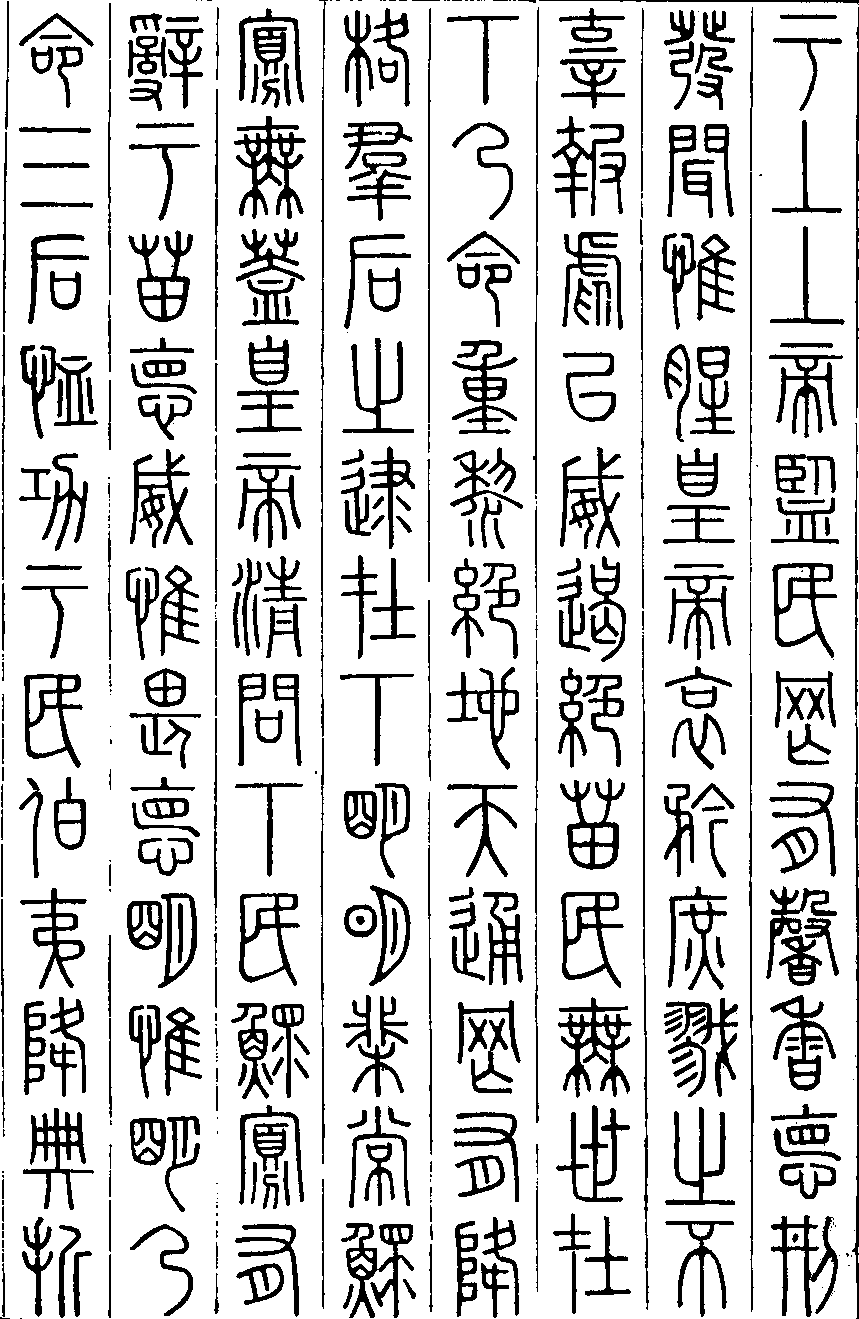 于上上帝監民罔有馨香德刑
發聞惟腥皇帝哀矜庶戮之不
辜報虐以威遏絕苗民無世在
下乃命重黎絕地天通罔有降
格羣后之逮在下明明棐常鰥
寡無蓋皇帝清問下民鰥寡有
辭于苗德威惟畏德明惟明乃
命三后恤功于民伯夷降典折